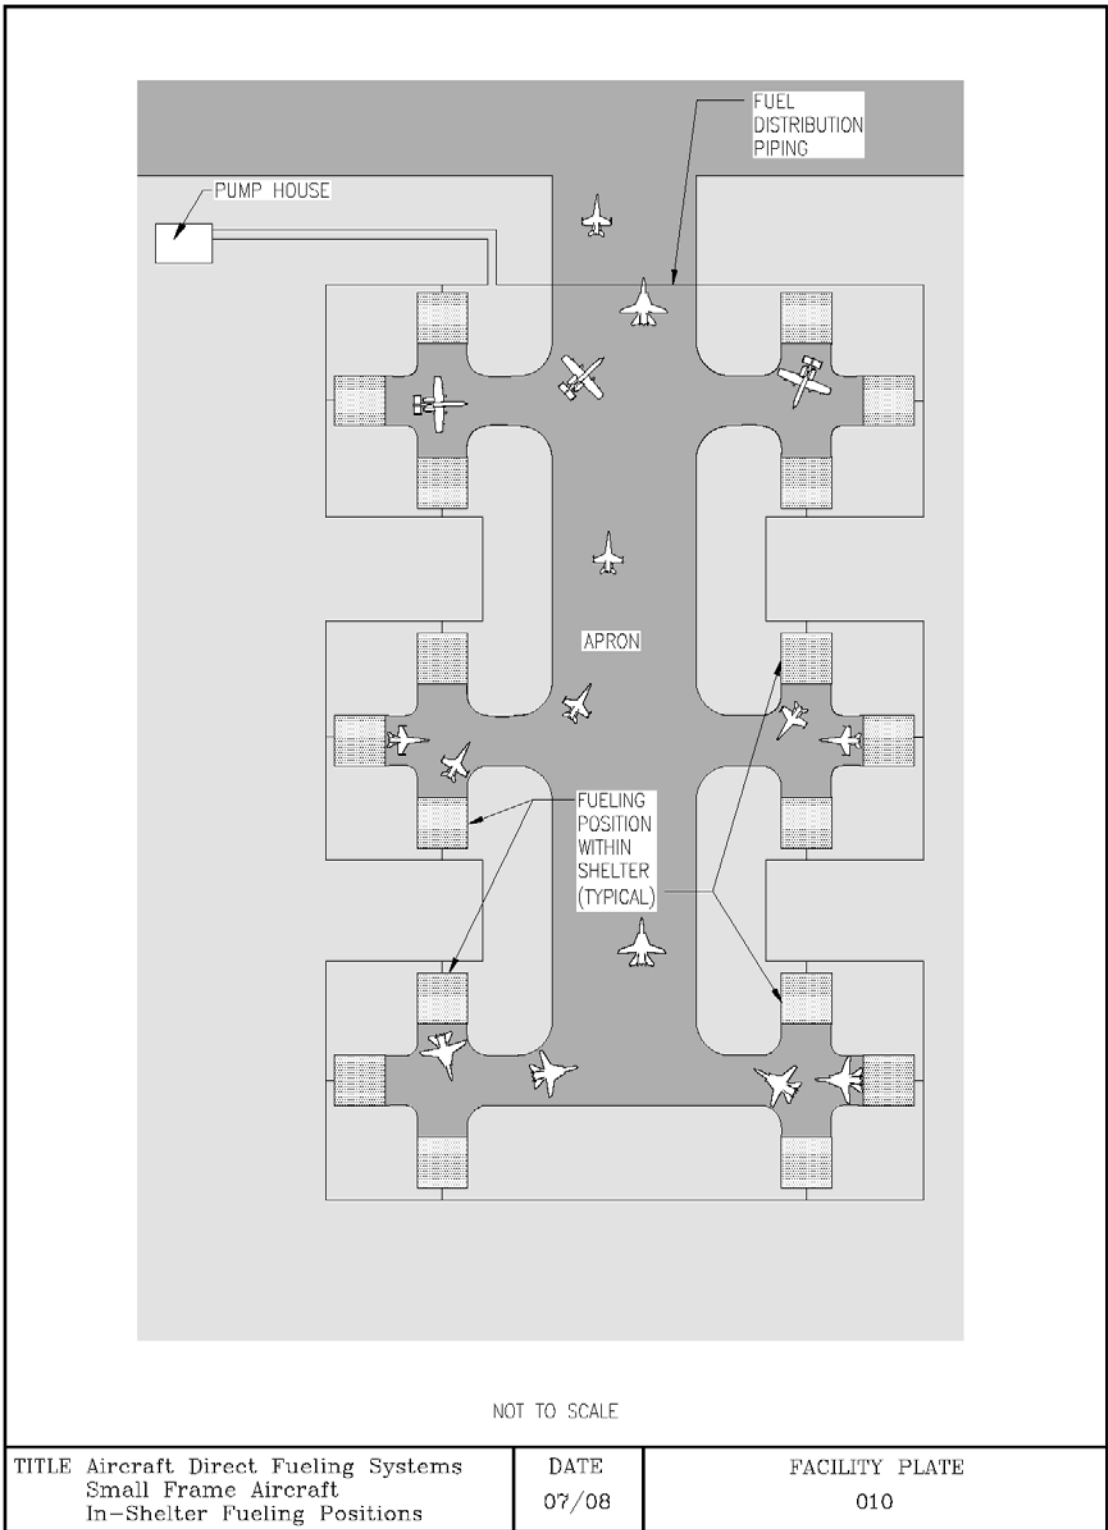 FUEL
DISTRIBUTION
PIPING
PUMP HOUSE
APRON
FUELING
POSITION
WITHIN
SHELTER
(TYPICAL)
NOT TO SCALE
TITLE Aircraft Direct Fueling Systems
Small Frame Aircraft
In-Shelter Fueling Positions
DATE
07/08
FACILITY PLATE
010